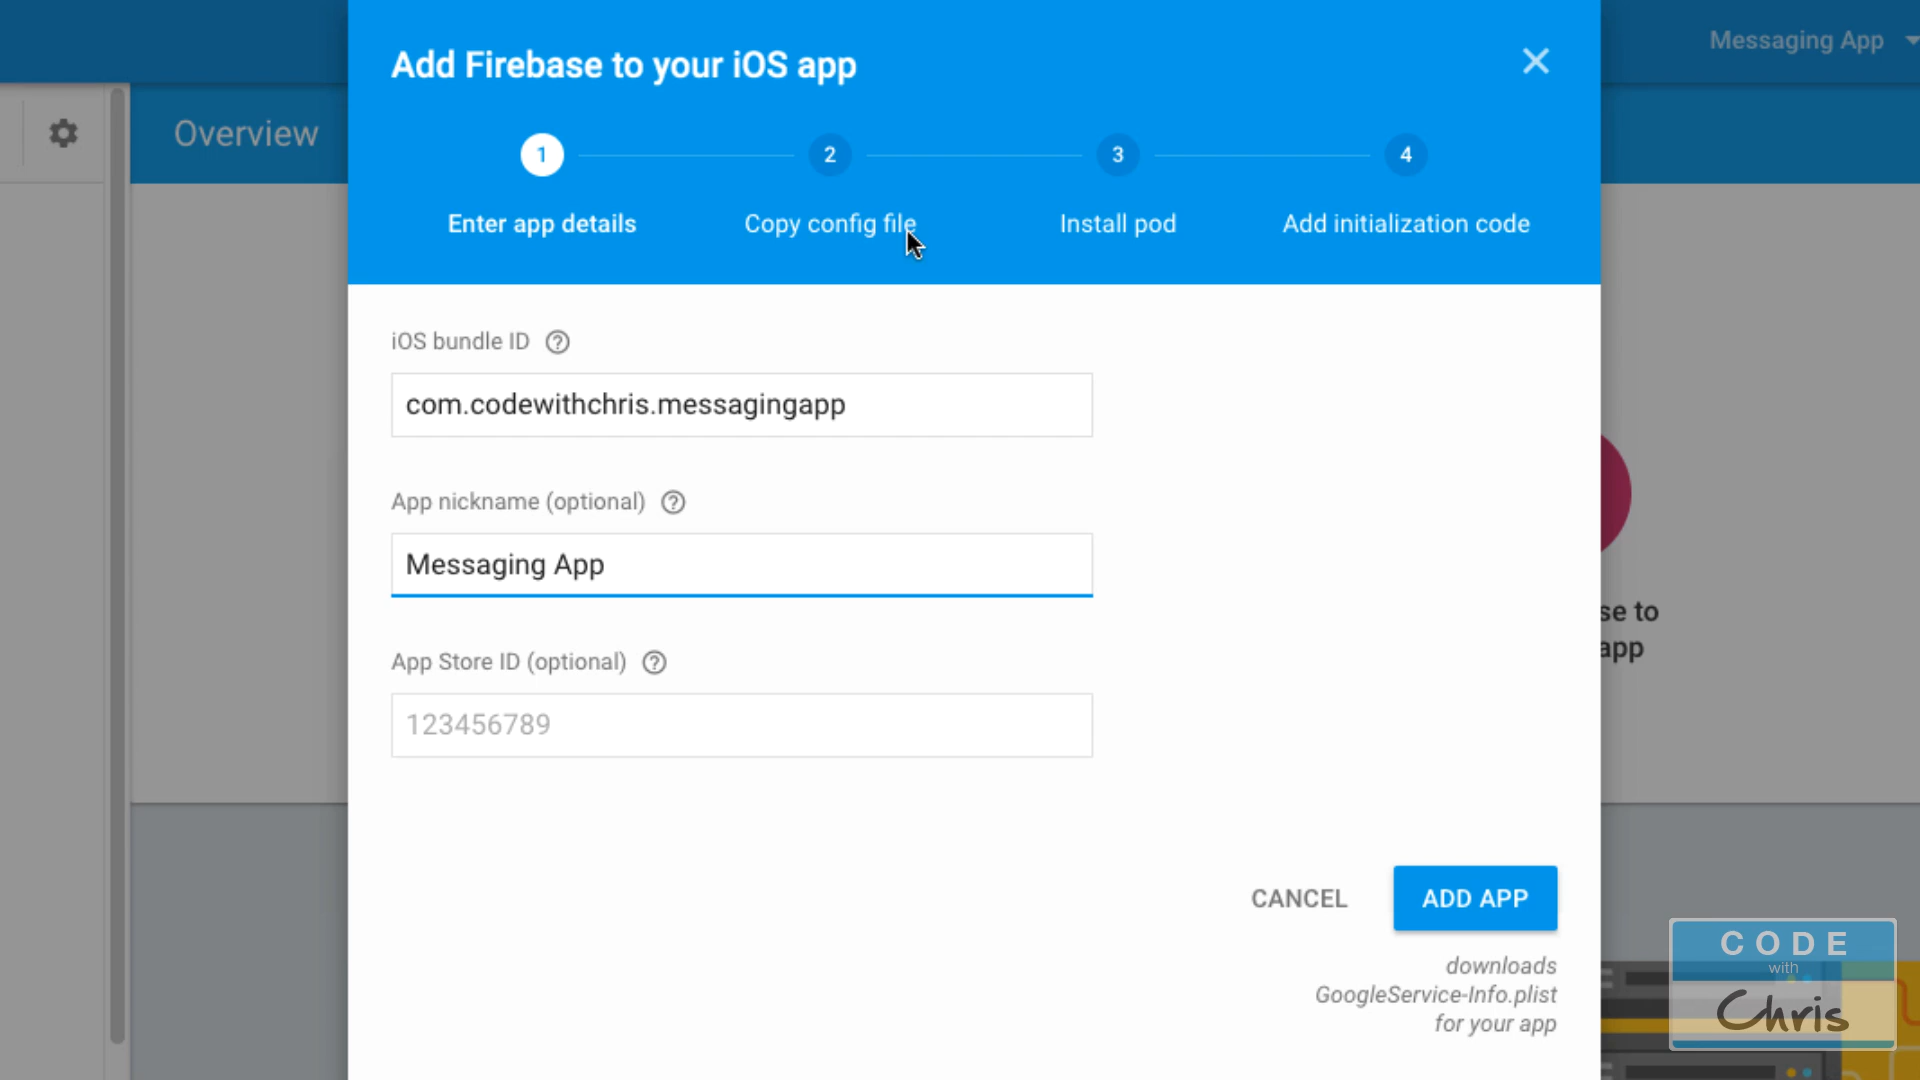 Messaging App
Add Firebase to your iOS app
Overview
1
2
3
4
Enter app details
Copy config file
Install pod
Add initialization code
iOS bundle ID
com.codewithchris.messagingapp
App nickname (optional)
Messaging App
se to
app
App Store ID (optional)
123456789
CANCEL
ADD APP
downloads
GoogleService-Info.plist
for your app
CODE
with
Chris